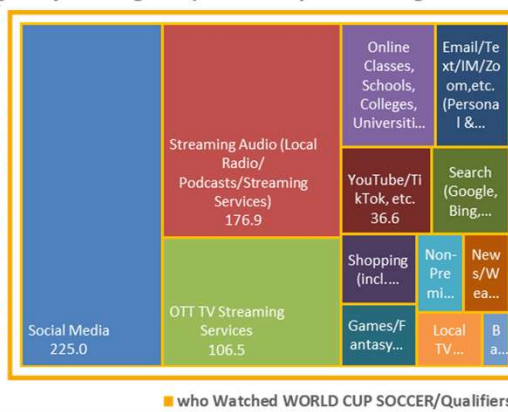 Social Media
225.0
Streaming Audio (Local
Radio/
Podcasts/Streaming
Services)
176.9
OTT TV Streaming
Services
106.5
Online
Classes,
Schools,
Colleges,
Universiti...
Email/Te
xt/IM/Zo
om,etc.
(Persona
l &...
YouTube/Ti
kTok, etc.
36.6
Search
(Google,
Bing,...
Shopping
(incl....
Non-
Pre
mi...
New
s/We
ea...
Games/F
antasy...
Local
TV...
Ba
a...
who Watched WORLD CUP SOCCER/Qualifiers